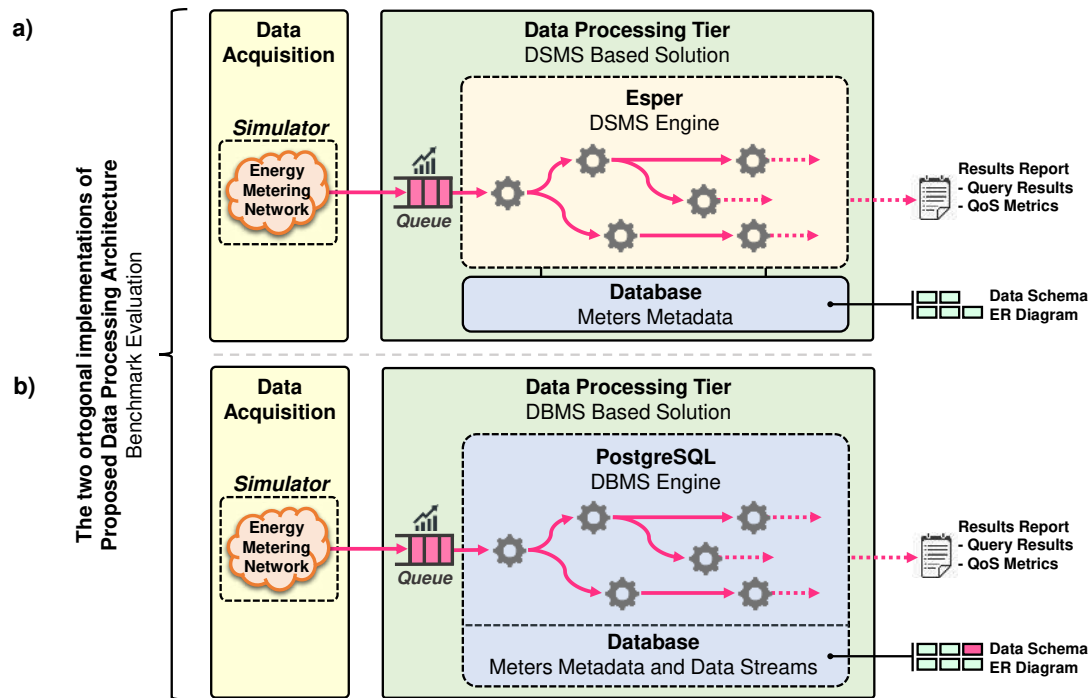 The two ortogonal implementations of
Proposed Data Processing Architecture
Benchmark Evaluation
a)
Data
Acquisition
Simulator
Energy
Metering
Network
Data Processing Tier
DSMS Based Solution
Queue
Esper
DSMS Engine
Database
Meters Metadata
Results Report
- Query Results
- QoS Metrics
Data Schema
ER Diagram
b)
Data
Acquisition
Simulator
Energy
Metering
Network
Data Processing Tier
DBMS Based Solution
Queue
PostgreSQL
DBMS Engine
Database
Meters Metadata and Data Streams
Results Report
- Query Results
- QoS Metrics
Data Schema
ER Diagram